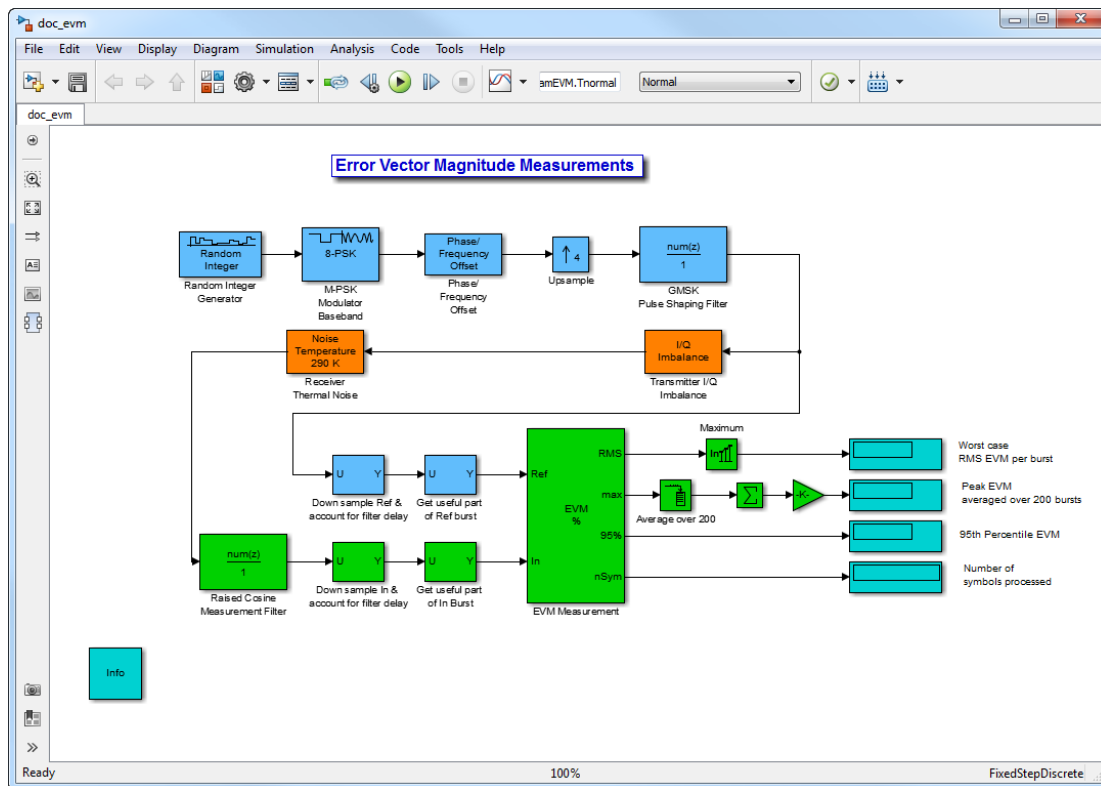 doc_evm
File Edit View Display Diagram Simulation Analysis Code Tools Help
amEVM.Tnormal
Normal
doc_evm
Error Vector Magnitude Measurements
Random
Integer
Random Integer
Generator
8-PSK
M-PSK
Modulator
Baseband
Phase/
Frequency
Offset
Phase/
Frequency
Offset
4
Upsample
num(z)
1
GMSK
Pulse Shaping Filter
Noise
Temperature
290 K
Receiver
Thermal Noise
I/Q
Imbalance
Transmitter I/Q
Imbalance
U Y
Down sample Ref &
account for filter delay
U Y
Get useful part
of Ref burst
num(z)
1
Raised Cosine
Measurement Filter
U Y
Down sample In &
account for filter delay
U Y
Get useful part
of In Burst
Ref
In
EVM
%
RMS
max
95%
nSym
EVM Measurement
Maximum
In
Average over 200
Σ
-K-
Worst case
RMS EVM per burst
Peak EVM
averaged over 200 bursts
95th Percentile EVM
Number of
symbols processed
Info
Ready
100%
FixedStepDiscrete